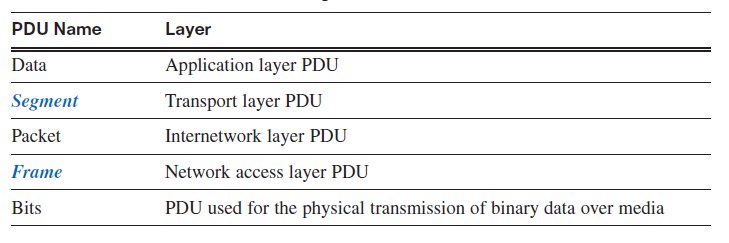 PDU Name Layer
Data Application layer PDU
Segment Transport layer PDU
Packet Internetwork layer PDU
Frame Network access layer PDU
Bits PDU used for the physical transmission of binary data over media